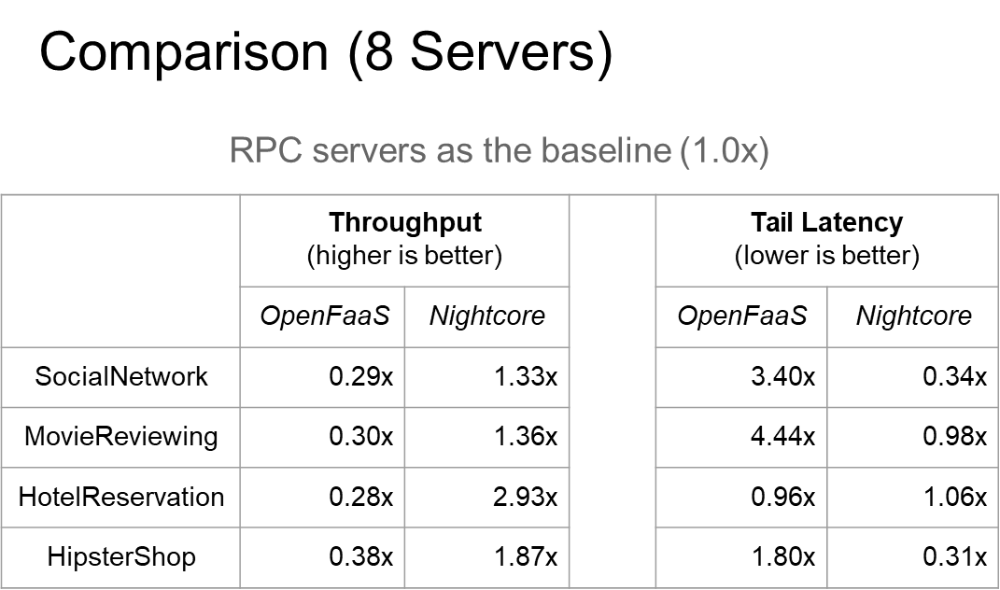 Comparison (8 Servers)
RPC servers as the baseline (1.0x)
Throughput Tail Latency
(higher is better) (lower is better)
OpenFaaS Nightcore OpenFaaS Nightcore
SocialNetwork 0.29x 1.33x 3.40x 0.34x
MovieReviewing 0.30x 1.36x 4.44x 0.98x
HotelReservation 0.28x 2.93x 0.96x 1.06x
HipsterShop 0.38x 1.87x 1.80x 0.31x